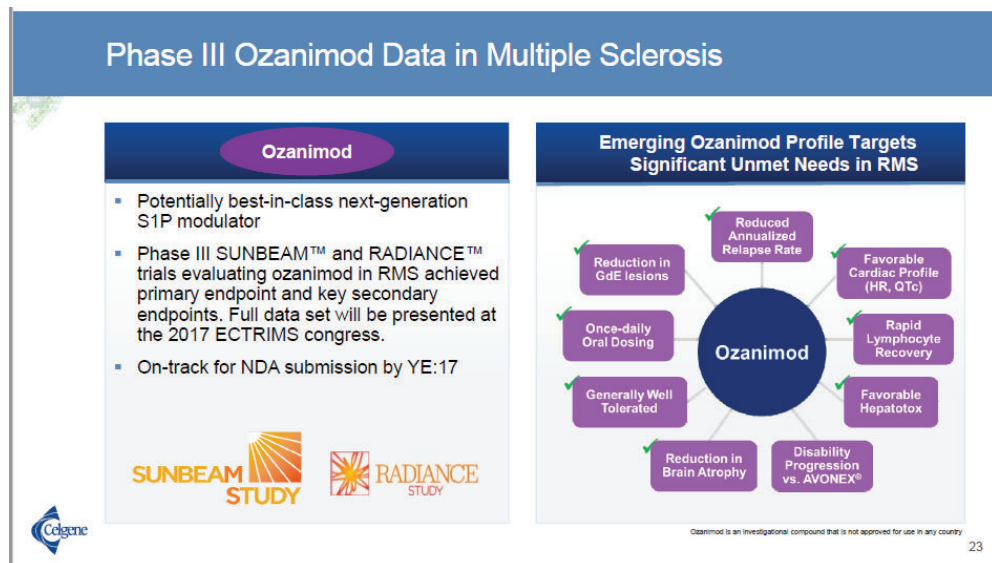 Phase III Ozanimod Data in Multiple Sclerosis
Ozanimod
▪ Potentially best-in-class next-generation
S1P modulator
▪ Phase III SUNBEAM™ and RADIANCE™
trials evaluating ozanimod in RMS achieved
primary endpoint and key secondary
endpoints. Full data set will be presented at
the 2017 ECTRIMS congress.
▪ On-track for NDA submission by YE:17
SUNBEAM
STUDY
RADIANCE
STUDY
Emerging Ozanimod Profile Targets
Significant Unmet Needs in RMS
Reduced
Annualized
Relapse Rate
Favorable
Cardiac Profile
(HR, QTc)
Rapid
Lymphocyte
Recovery
Favorable
Hepatotox
Disability
Progression
vs. AVONEX®
Reduction in
Brain Atrophy
Generally Well
Tolerated
Once-daily
Oral Dosing
Reduction in
GdE lesions
Ozanimod
Celgene
Ozanimod is an investigational compound that is not approved for use in any country
23